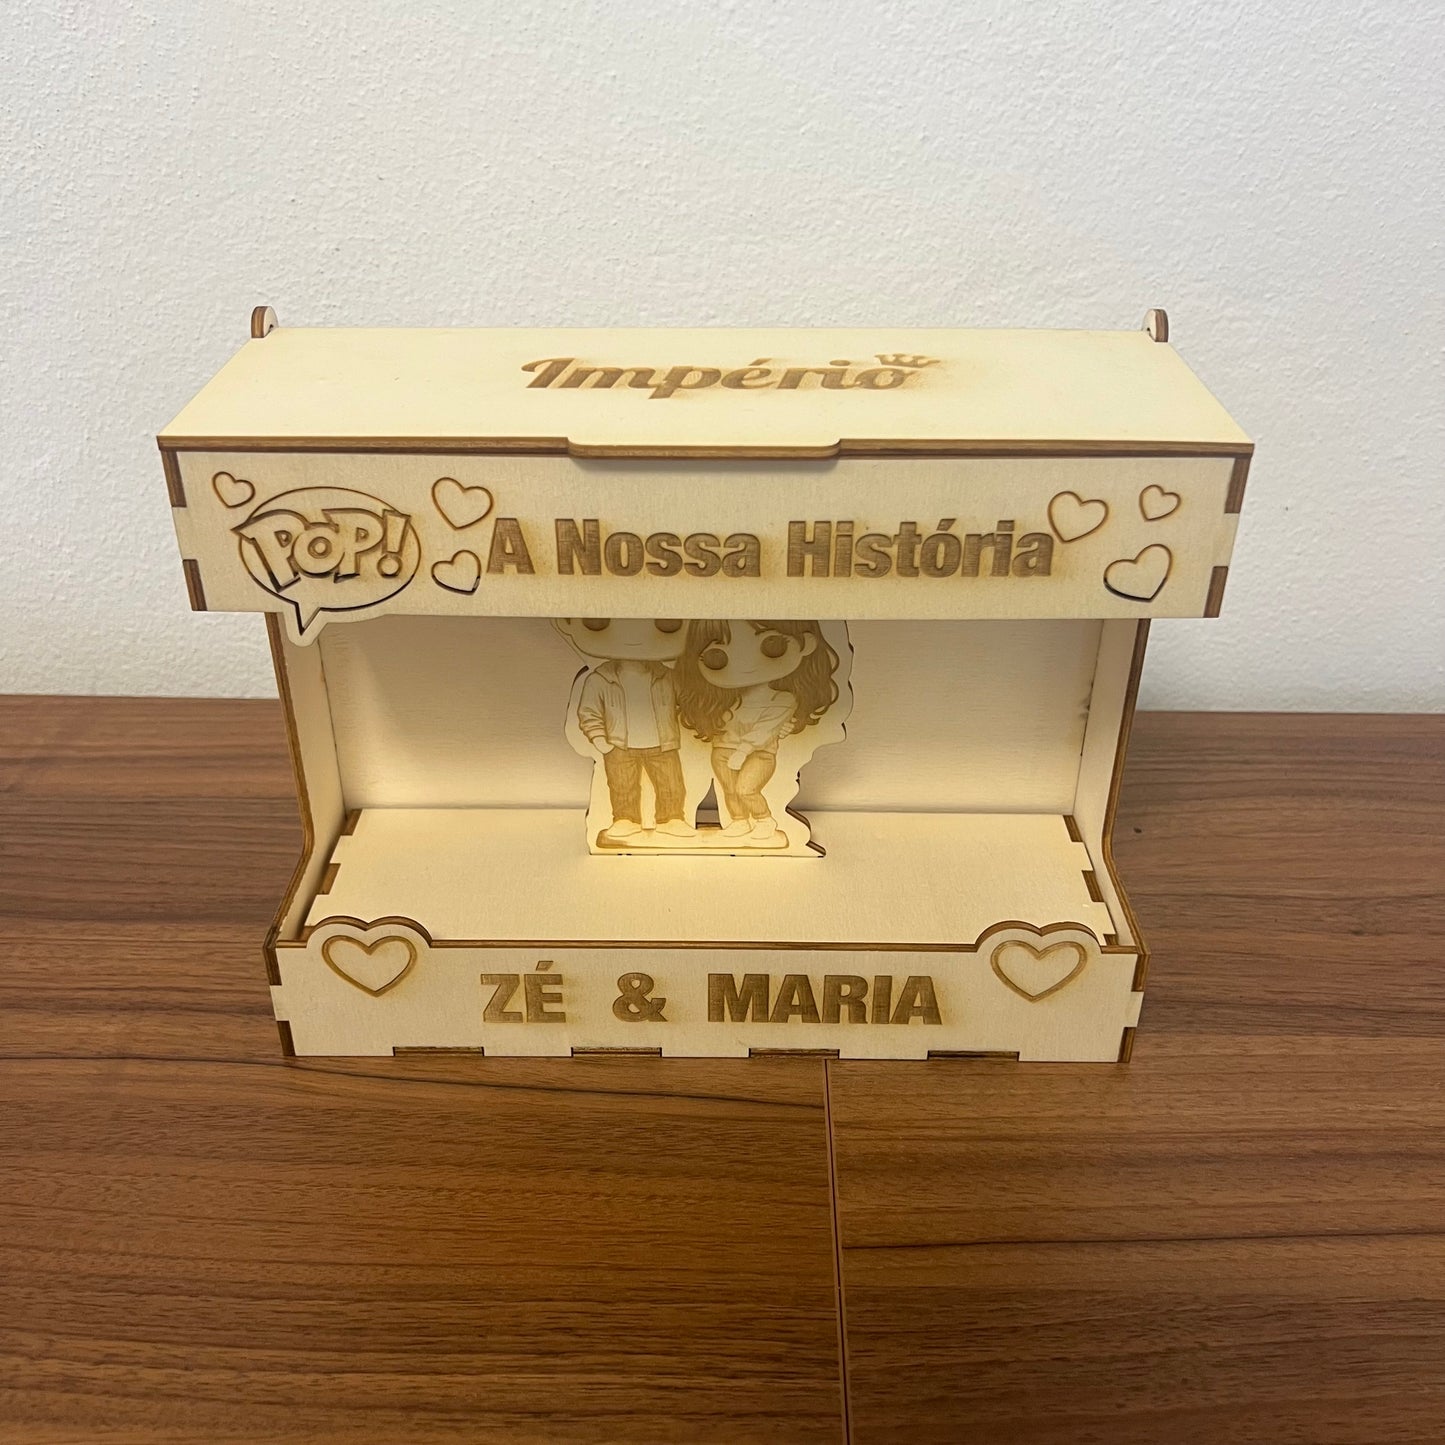 Império
POP!
A Nossa História
ZÉ & MARIA